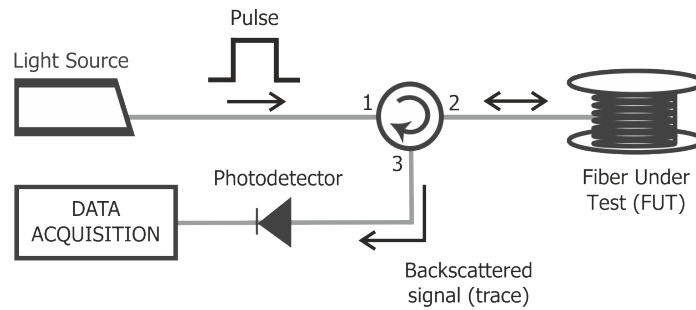 Pulse
Light Source
1
2
3
Photodetector
Fiber Under
Test (FUT)
DATA
ACQUISITION
Backscattered
signal (trace)